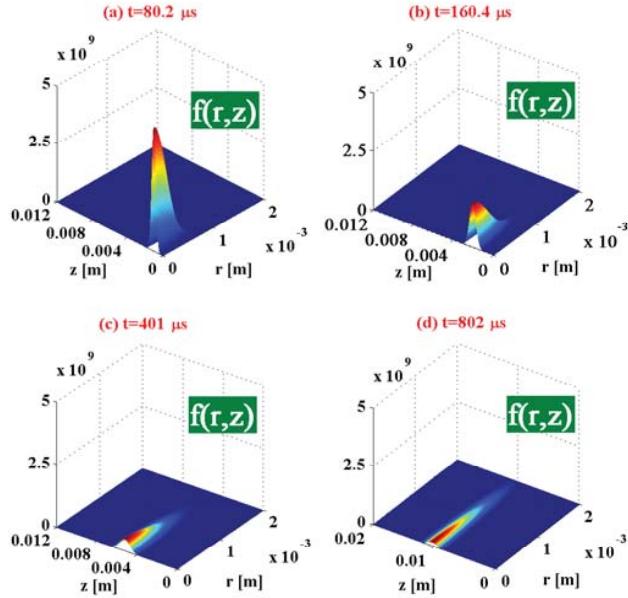 (a) t=80.2 μs
x 10^9
5
2.5
0
f(r,z)
0.012
0.008
0.004
0
z [m]
0
1
2
x 10^-3
r [m]
(b) t=160.4 μs
x 10^9
5
2.5
0
f(r,z)
0.012
0.008
0.004
0
z [m]
0
1
2
x 10^-3
r [m]
(c) t=401 μs
x 10^9
5
2.5
0
f(r,z)
0.012
0.008
0.004
0
z [m]
0
1
2
x 10^-3
r [m]
(d) t=802 μs
x 10^9
5
2.5
0
f(r,z)
0.02
0.01
0
z [m]
0
1
2
x 10^-3
r [m]